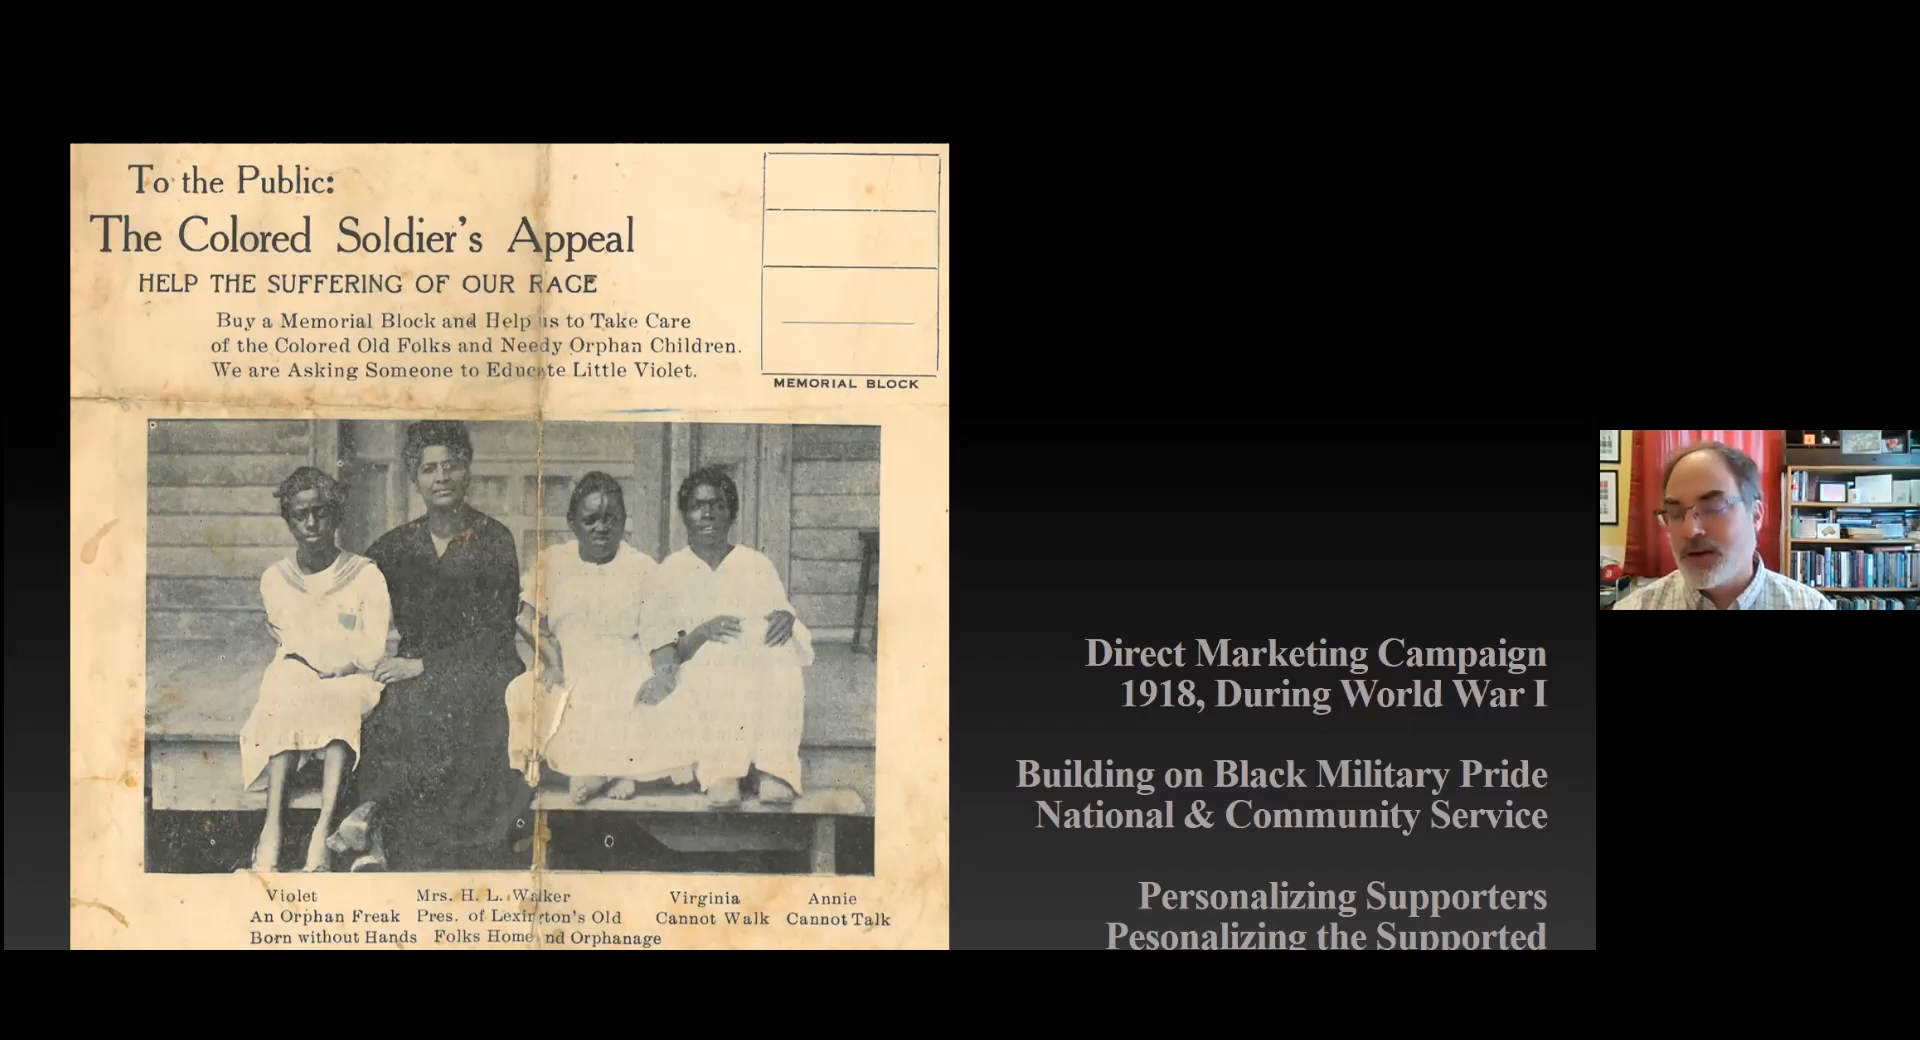 To the Public:
The Colored Soldier's Appeal
HELP THE SUFFERING OF OUR RACE
Buy a Memorial Block and Help us to Take Care
of the Colored Old Folks and Needy Orphan Children.
We are Asking Someone to Educate Little Violet.
MEMORIAL BLOCK
Violet
An Orphan Freak
Born without Hands
Mrs. H. L. Walker
Pres. of Lexington's Old
Folks Home nd Orphanage
Virginia
Cannot Walk
Annie
Cannot Talk
Direct Marketing Campaign
1918, During World War I
Building on Black Military Pride
National & Community Service
Personalizing Supporters
Pesonalizing the Supported